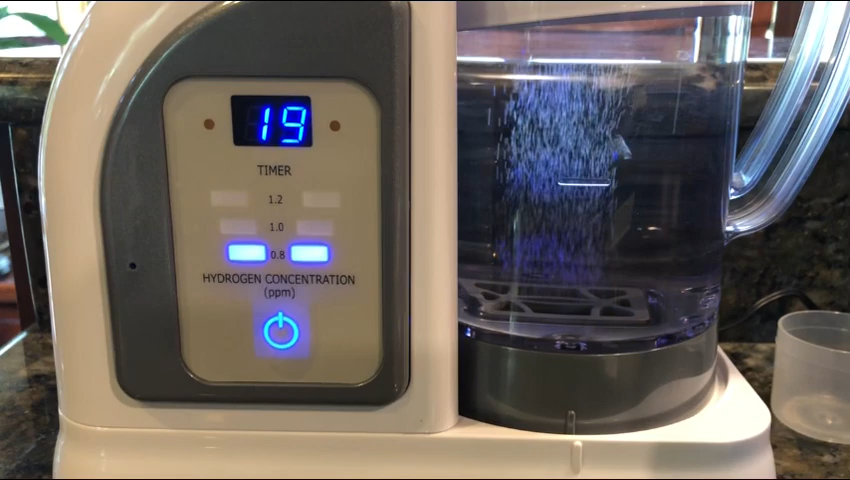 19
TIMER
1.2
1.0
0.8
HYDROGEN CONCENTRATION
(ppm)